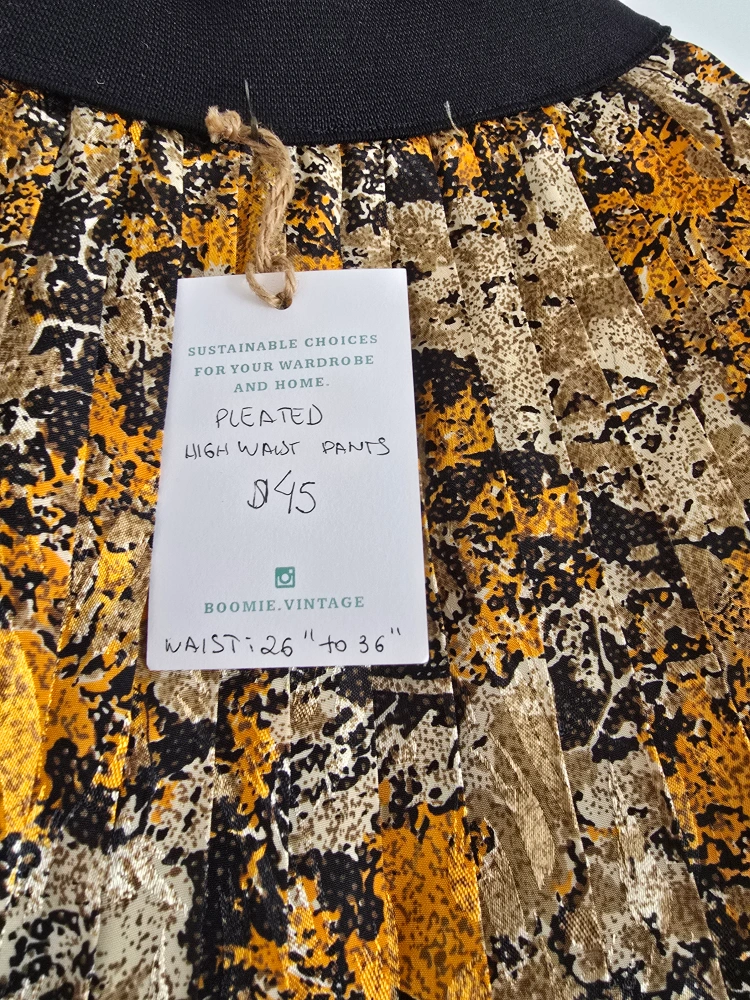 SUSTAINABLE CHOICES
FOR YOUR WARDROBE
AND HOME.
PLEATED
HIGH WAIST PANTS
$45
BOOMIE.VINTAGE
WAIST: 26" to 36"